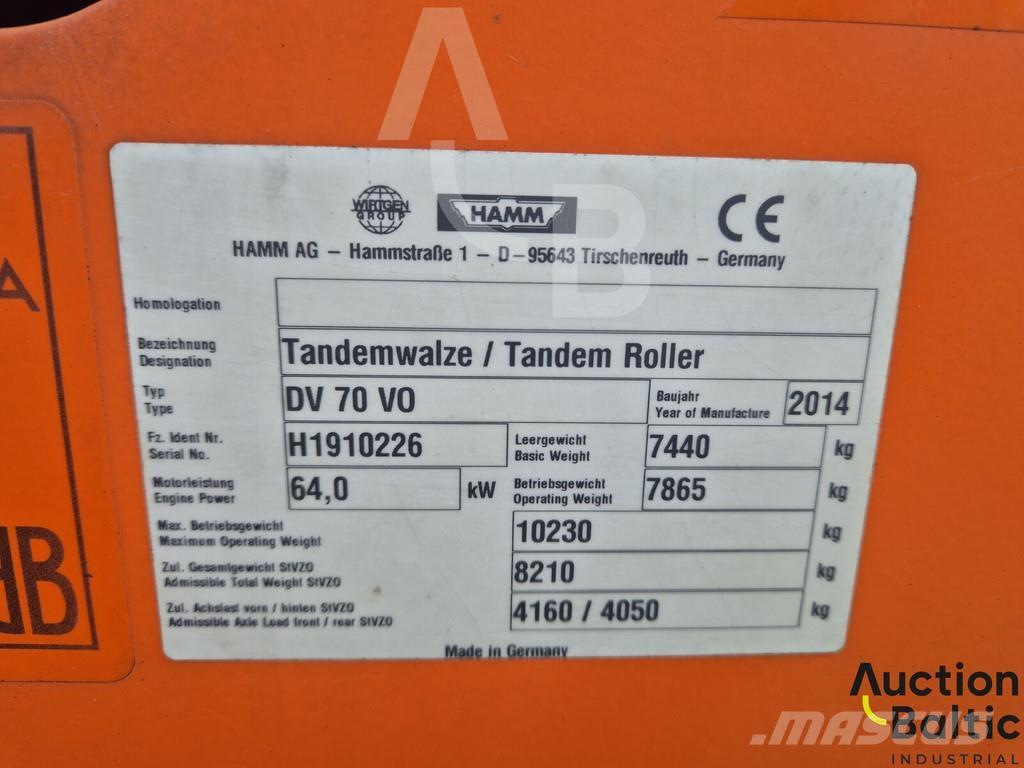 WIRTGEN GROUP
HAMM
CE
HAMM AG – Hammstraße 1 – D–95643 Tirschenreuth – Germany
Homologation
Bezeichnung
Designation
Tandemwalze / Tandem Roller
Typ
Type
DV 70 VO
Baujahr
Year of Manufacture
2014
Fz. Ident Nr.
Serial No.
H1910226
Leergewicht
Basic Weight
7440 kg
Motorleistung
Engine Power
64,0 kW
Betriebsgewicht
Operating Weight
7865 kg
Max. Betriebsgewicht
Maximum Operating Weight
10230 kg
Zul. Gesamtgewicht StVZO
Admissible Total Weight StVZO
8210 kg
Zul. Achslast vorn / hinten StVZO
Admissible Axle Load front / rear StVZO
4160 / 4050 kg
Made in Germany
A
B
Auction
Baltic
INDUSTRIAL
MASCUS